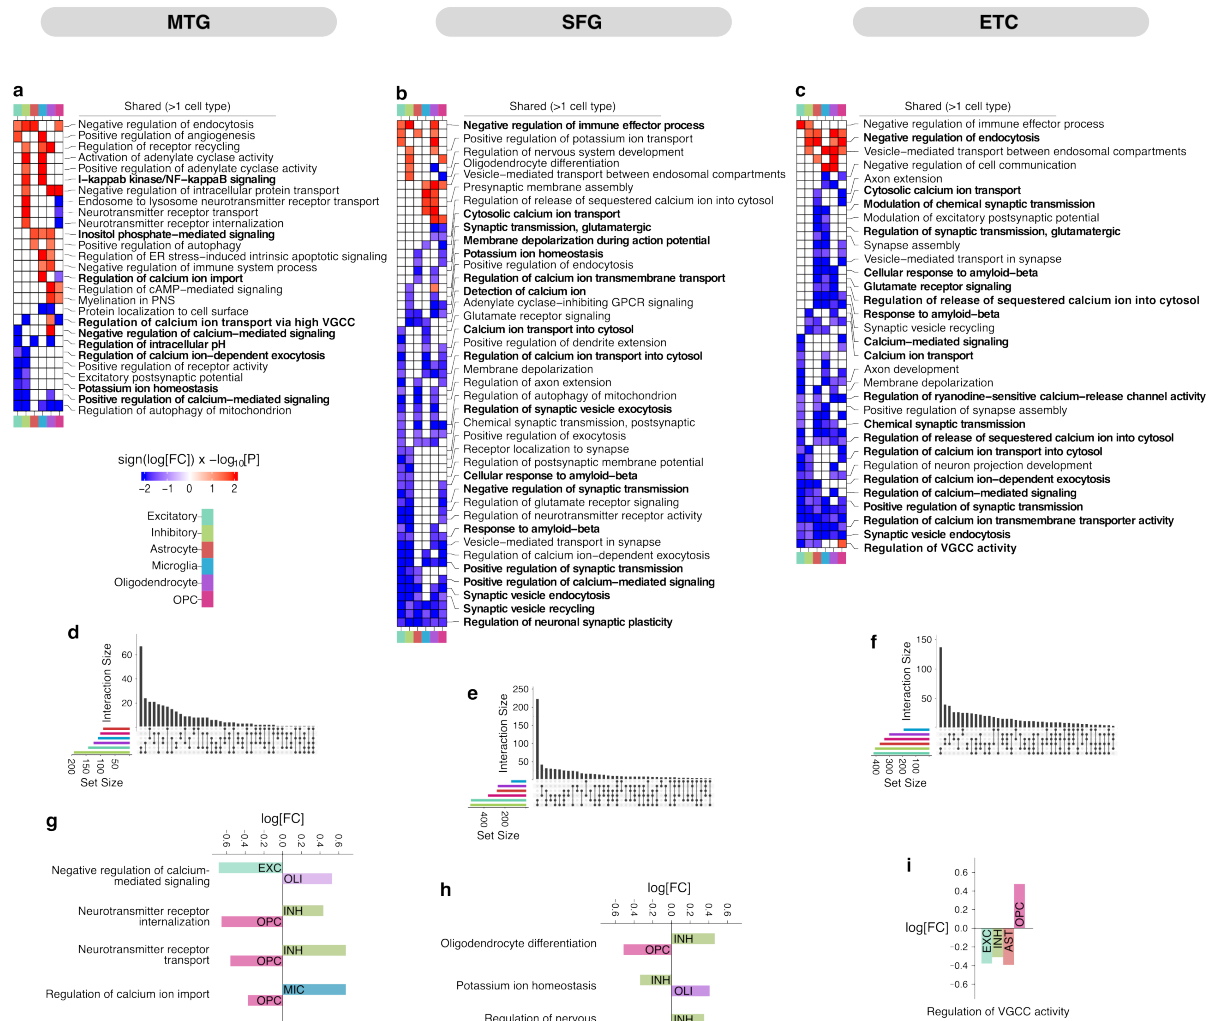 MTG
SFG
ETC
a
Shared (>1 cell type)
Negative regulation of endocytosis
Positive regulation of angiogenesis
Regulation of receptor recycling
Activation of adenylate cyclase activity
Positive regulation of adenylate cyclase activity
I−kappab kinase/NF−kappaB signaling
Negative regulation of intracellular protein transport
Endosome to lysosome neurotransmitter receptor transport
Neurotransmitter receptor transport
Neurotransmitter receptor internalization
Inositol phosphate−mediated signaling
Positive regulation of autophagy
Regulation of ER stress−induced intrinsic apoptotic signaling
Negative regulation of immune system process
Regulation of calcium ion import
Regulation of cAMP−mediated signaling
Myelination in PNS
Protein localization to cell surface
Regulation of calcium ion transport via high VGCC
Negative regulation of calcium−mediated signaling
Regulation of intracellular pH
Regulation of calcium ion−dependent exocytosis
Positive regulation of receptor activity
Excitatory postsynaptic potential
Potassium ion homeostasis
Positive regulation of calcium−mediated signaling
Regulation of autophagy of mitochondrion
sign(log[FC]) x −log10[P]
−2 −1 0 1 2
Excitatory
Inhibitory
Astrocyte
Microglia
Oligodendrocyte
OPC
b
Shared (>1 cell type)
Negative regulation of immune effector process
Positive regulation of potassium ion transport
Regulation of nervous system development
Oligodendrocyte differentiation
Vesicle−mediated transport between endosomal compartments
Presynaptic membrane assembly
Regulation of release of sequestered calcium ion into cytosol
Cytosolic calcium ion transport
Synaptic transmission, glutamatergic
Membrane depolarization during action potential
Potassium ion homeostasis
Positive regulation of endocytosis
Regulation of calcium ion transmembrane transport
Detection of calcium ion
Adenylate cyclase−inhibiting GPCR signaling
Glutamate receptor signaling
Calcium ion transport into cytosol
Positive regulation of dendrite extension
Regulation of calcium ion transport into cytosol
Membrane depolarization
Regulation of axon extension
Regulation of autophagy of mitochondrion
Regulation of synaptic vesicle exocytosis
Chemical synaptic transmission, postsynaptic
Positive regulation of exocytosis
Receptor localization to synapse
Regulation of postsynaptic membrane potential
Cellular response to amyloid−beta
Negative regulation of synaptic transmission
Regulation of glutamate receptor signaling
Regulation of neurotransmitter receptor activity
Response to amyloid−beta
Vesicle−mediated transport in synapse
Regulation of calcium ion−dependent exocytosis
Positive regulation of synaptic transmission
Positive regulation of calcium−mediated signaling
Synaptic vesicle endocytosis
Synaptic vesicle recycling
Regulation of neuronal synaptic plasticity
c
Shared (>1 cell type)
Negative regulation of immune effector process
Negative regulation of endocytosis
Vesicle−mediated transport between endosomal compartments
Negative regulation of cell communication
Axon extension
Cytosolic calcium ion transport
Modulation of chemical synaptic transmission
Modulation of excitatory postsynaptic potential
Regulation of synaptic transmission, glutamatergic
Synapse assembly
Vesicle−mediated transport in synapse
Cellular response to amyloid−beta
Glutamate receptor signaling
Regulation of release of sequestered calcium ion into cytosol
Response to amyloid−beta
Synaptic vesicle recycling
Calcium−mediated signaling
Calcium ion transport
Axon development
Membrane depolarization
Regulation of ryanodine−sensitive calcium−release channel activity
Positive regulation of synapse assembly
Chemical synaptic transmission
Regulation of release of sequestered calcium ion into cytosol
Regulation of calcium ion transport into cytosol
Regulation of neuron projection development
Regulation of calcium ion−dependent exocytosis
Regulation of calcium−mediated signaling
Positive regulation of synaptic transmission
Regulation of calcium ion transmembrane transporter activity
Synaptic vesicle endocytosis
Regulation of VGCC activity
d
Interaction Size
60
40
20
200 150 100 50
Set Size
e
Interaction Size
250
200
150
100
50
400 200
Set Size
f
Interaction Size
150
100
50
400 300 200 100
Set Size
g
log[FC]
−0.6 −0.4 −0.2 0.0 0.2 0.4 0.6
Negative regulation of calcium-
mediated signaling
EXC
OLI
Neurotransmitter receptor
internalization
INH
OPC
Neurotransmitter receptor
transport
INH
OPC
Regulation of calcium ion import
MIC
OPC
h
log[FC]
−0.6 −0.4 −0.2 0.0 0.2 0.4 0.6
Oligodendrocyte differentiation
INH
OPC
Potassium ion homeostasis
INH
OLI
Regulation of nervous
INH
i
log[FC]
0.6
0.4
0.2
0.0
−0.2
−0.4
−0.6
EXC
INH
AST
OPC
Regulation of VGCC activity